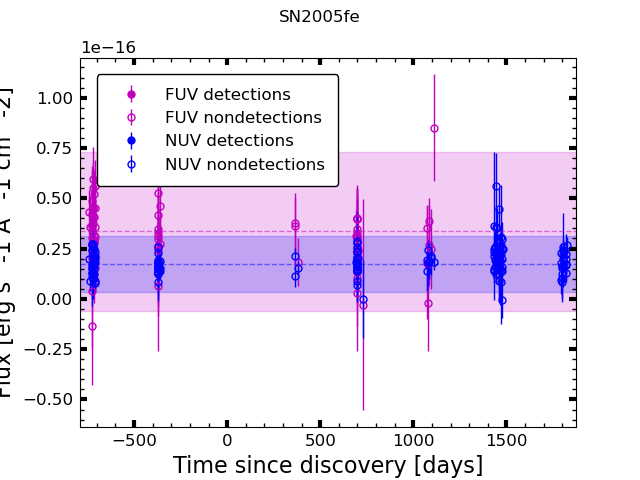 SN2005fe
1e−16
FUV detections
FUV nondetections
NUV detections
NUV nondetections
1.00
0.75
0.50
0.25
0.00
−0.25
−0.50
Flux [erg s -1 A -1 cm -2]
−500
0
500
1000
1500
Time since discovery [days]